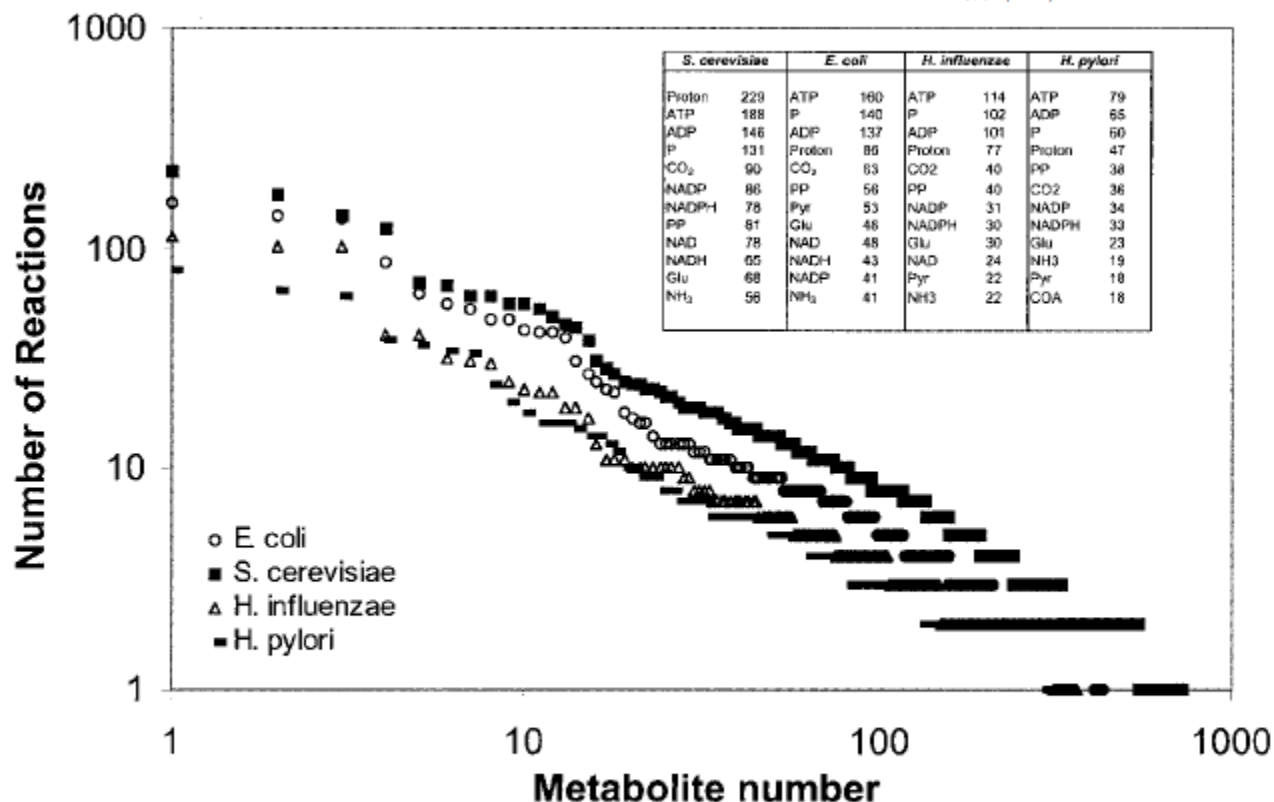 1000
S. cerevisiae E. coli H. influenzae H. pylori
Proton 229 ATP 160 ATP 114 ATP 79
ATP 188 P 140 P 102 ADP 65
ADP 146 ADP 137 ADP 101 P 60
P 131 Proton 86 Proton 77 Proton 47
CO₂ 90 CO₂ 63 CO2 40 PP 38
NADP 86 PP 56 PP 40 CO2 36
NADPH 78 Pyr 53 NADP 31 NADP 34
PP 81 Glu 48 NADPH 30 NADPH 33
NAD 78 NAD 48 Glu 30 Glu 23
NADH 65 NADH 43 NAD 24 NH3 19
Glu 68 NADP 41 Pyr 22 Pyr 18
NH₃ 56 NH₃ 41 NH3 22 COA 18
100
10
1
Number of Reactions
E. coli
S. cerevisiae
H. influenzae
H. pylori
1 10 100 1000
Metabolite number